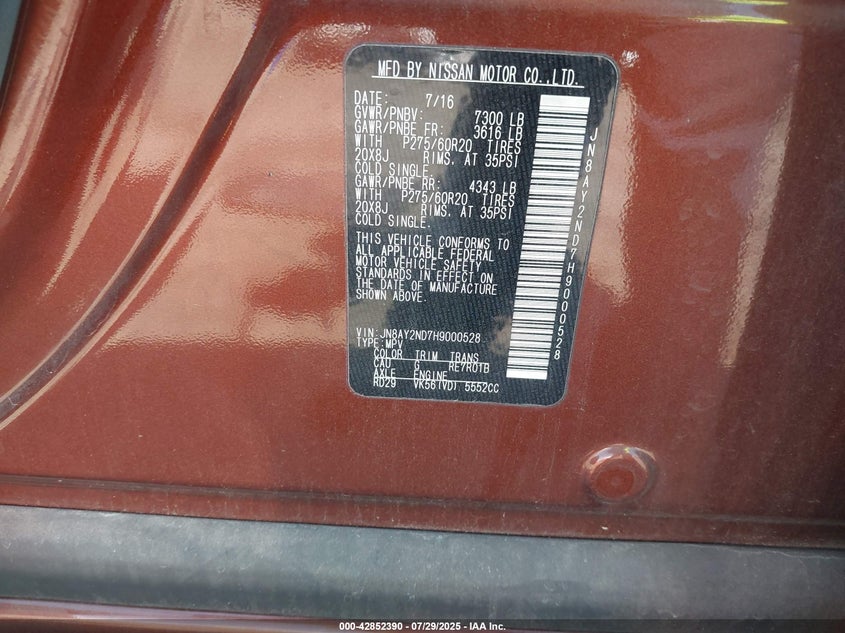 MFD BY NISSAN MOTOR CO.,LTD.
DATE: 7/16
GVWR/PNBV: 7300 LB
GAWR/PNBE FR: 3616 LB
WITH P275/60R20 TIRES
20X8J RIMS. AT 35PSI
COLD SINGLE.
GAWR/PNBE RR: 4343 LB
WITH P275/60R20 TIRES
20X8J RIMS. AT 35PSI
COLD SINGLE.
THIS VEHICLE CONFORMS TO
ALL APPLICABLE FEDERAL
MOTOR VEHICLE SAFETY
STANDARDS IN EFFECT ON
THE DATE OF MANUFACTURE
SHOWN ABOVE.
VIN:JN8AY2ND7H9000528
TYPE:MPV
COLOR TRIM TRANS
CAU G RE7R01B
AXLE ENGINE
RD29 VK56(VD) 5552CC
JN8AY2ND7H9000528
000-42852390 - 07/29/2025 - IAA Inc.